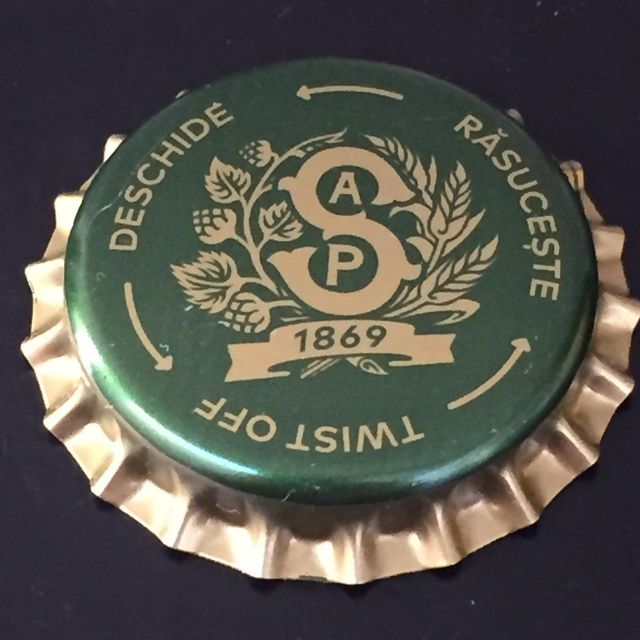 DESCHIDE
RĂSUCEȘTE
TWIST OFF
S
A
P
1869